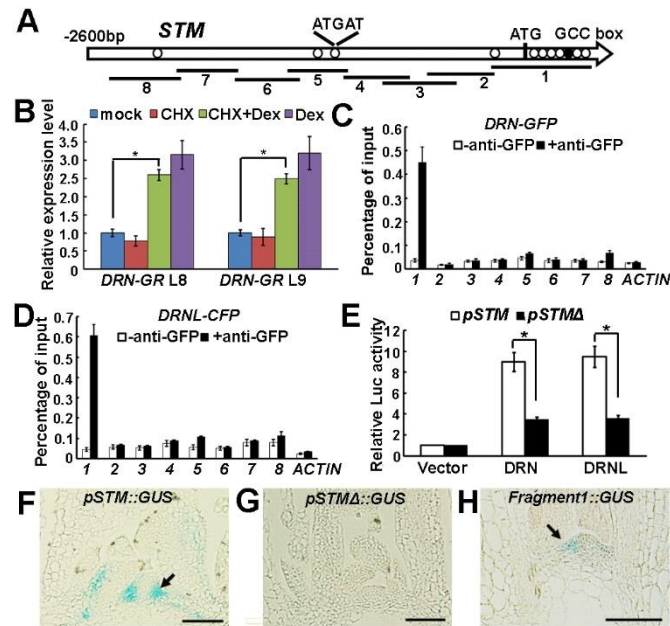 A
-2600bp STM ATGAT ATG GCC box
8 7 6 5 4 3 2 1
B
mock CHX CHX+Dex Dex
Relative expression level
4.0
3.5
3.0
2.5
2.0
1.5
1.0
0.5
0
* *
DRN-GR L8 DRN-GR L9
C
DRN-GFP
-anti-GFP +anti-GFP
Percentage of input
0.6
0.5
0.4
0.3
0.2
0.1
0
1 2 3 4 5 6 7 8 ACTIN
D
DRNL-CFP
-anti-GFP +anti-GFP
Percentage of input
0.7
0.6
0.5
0.4
0.3
0.2
0.1
0
1 2 3 4 5 6 7 8 ACTIN
E
pSTM pSTMΔ
Relative Luc activity
12
10
8
6
4
2
0
* *
Vector DRN DRNL
F
pSTM::GUS
G
pSTMΔ::GUS
H
Fragment1::GUS